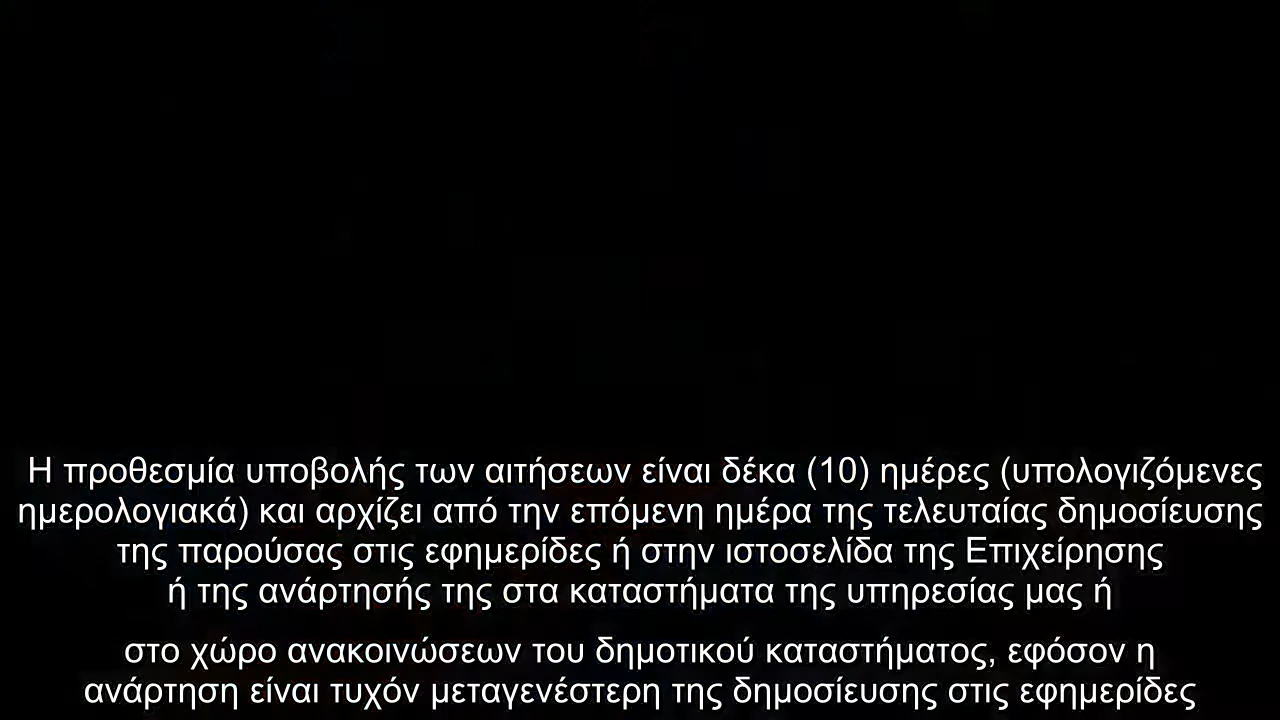 Η προθεσμία υποβολής των αιτήσεων είναι δέκα (10) ημέρες (υπολογιζόμενες
ημερολογιακά) και αρχίζει από την επόμενη ημέρα της τελευταίας δημοσίευσης
της παρούσας στις εφημερίδες ή στην ιστοσελίδα της Επιχείρησης
ή της ανάρτησής της στα καταστήματα της υπηρεσίας μας ή
στο χώρο ανακοινώσεων του δημοτικού καταστήματος, εφόσον η
ανάρτηση είναι τυχόν μεταγενέστερη της δημοσίευσης στις εφημερίδες